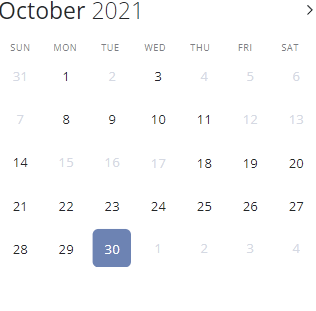 October 2021
SUN MON TUE WED THU FRI SAT
31 1 2 3 4 5 6
7 8 9 10 11 12 13
14 15 16 17 18 19 20
21 22 23 24 25 26 27
28 29 30 1 2 3 4